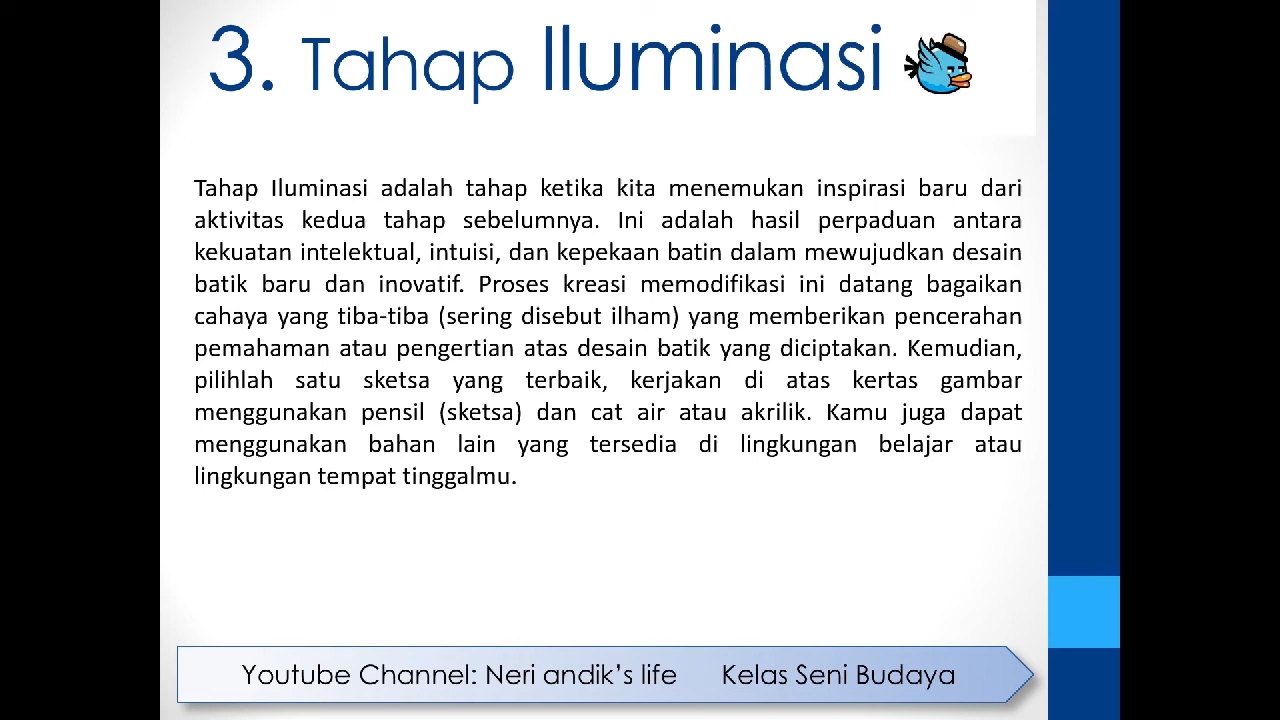 3. Tahap Iluminasi
Tahap Iluminasi adalah tahap ketika kita menemukan inspirasi baru dari
aktivitas kedua tahap sebelumnya. Ini adalah hasil perpaduan antara
kekuatan intelektual, intuisi, dan kepekaan batin dalam mewujudkan desain
batik baru dan inovatif. Proses kreasi memodifikasi ini datang bagaikan
cahaya yang tiba-tiba (sering disebut ilham) yang memberikan pencerahan
pemahaman atau pengertian atas desain batik yang diciptakan. Kemudian,
pilihlah satu sketsa yang terbaik, kerjakan di atas kertas gambar
menggunakan pensil (sketsa) dan cat air atau akrilik. Kamu juga dapat
menggunakan bahan lain yang tersedia di lingkungan belajar atau
lingkungan tempat tinggalmu.
Youtube Channel: Neri andik’s life Kelas Seni Budaya